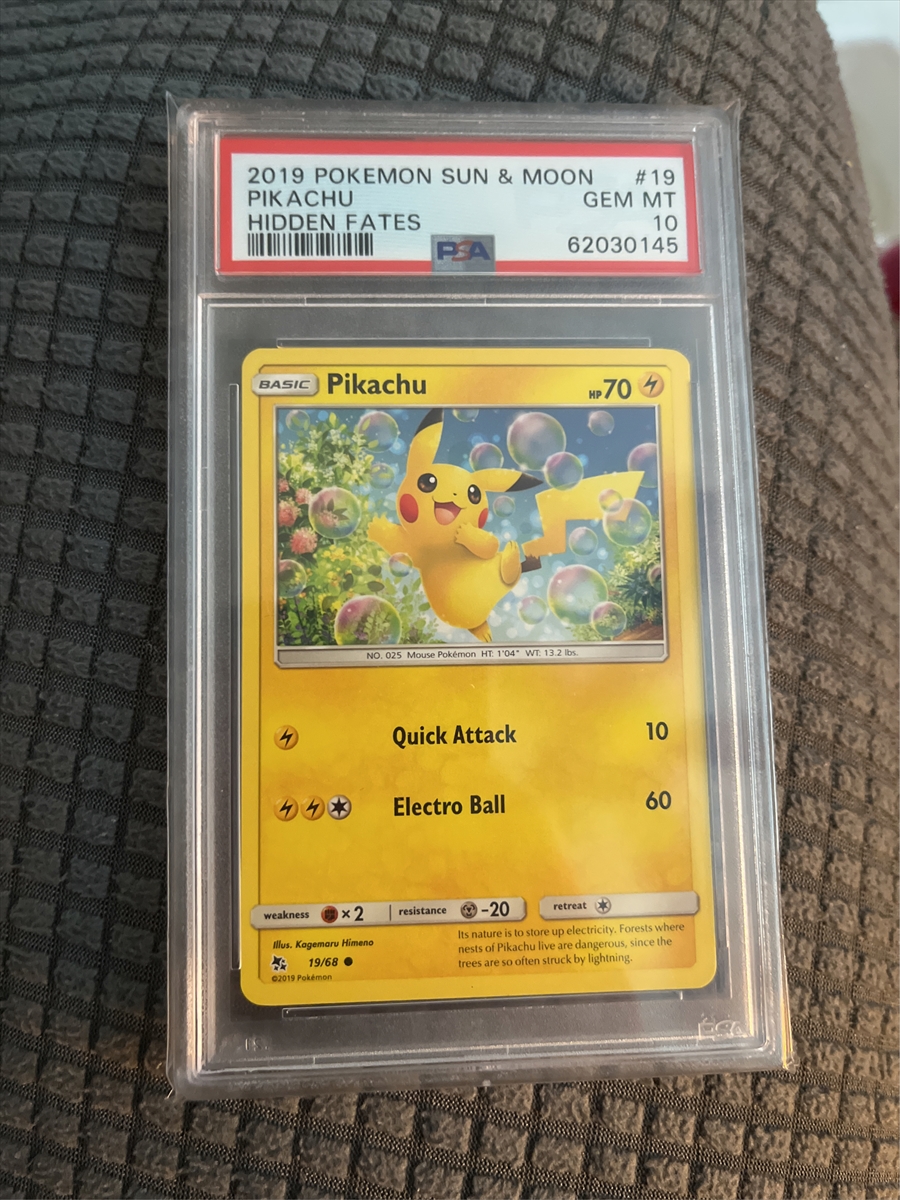 2019 POKEMON SUN & MOON #19
PIKACHU GEM MT
HIDDEN FATES 10
PSA 62030145
BASIC Pikachu HP 70
NO. 025 Mouse Pokémon HT: 1'04" WT: 13.2 lbs.
Quick Attack 10
Electro Ball 60
weakness ×2 resistance -20 retreat
Its nature is to store up electricity. Forests where
nests of Pikachu live are dangerous, since the
trees are so often struck by lightning.
Illus. Kagemaru Himeno
19/68
©2019 Pokémon